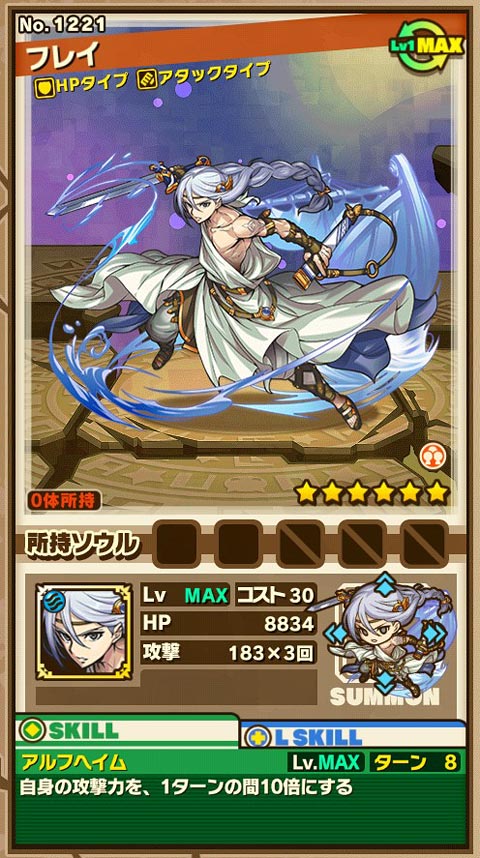 No.1221
フレイ
Lv1 MAX
HPタイプ アタックタイプ
0体所持
所持ソウル
Lv MAX コスト 30
HP 8834
攻撃 183×3回
SUMMON
SKILL
L SKILL
アルフヘイム Lv.MAX ターン 8
自身の攻撃力を、1ターンの間10倍にする